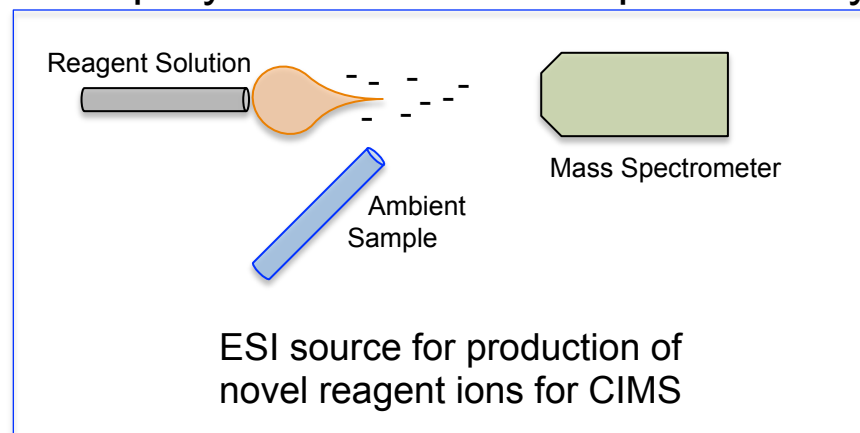 Reagent Solution
Mass Spectrometer
Ambient
Sample
ESI source for production of
novel reagent ions for CIMS